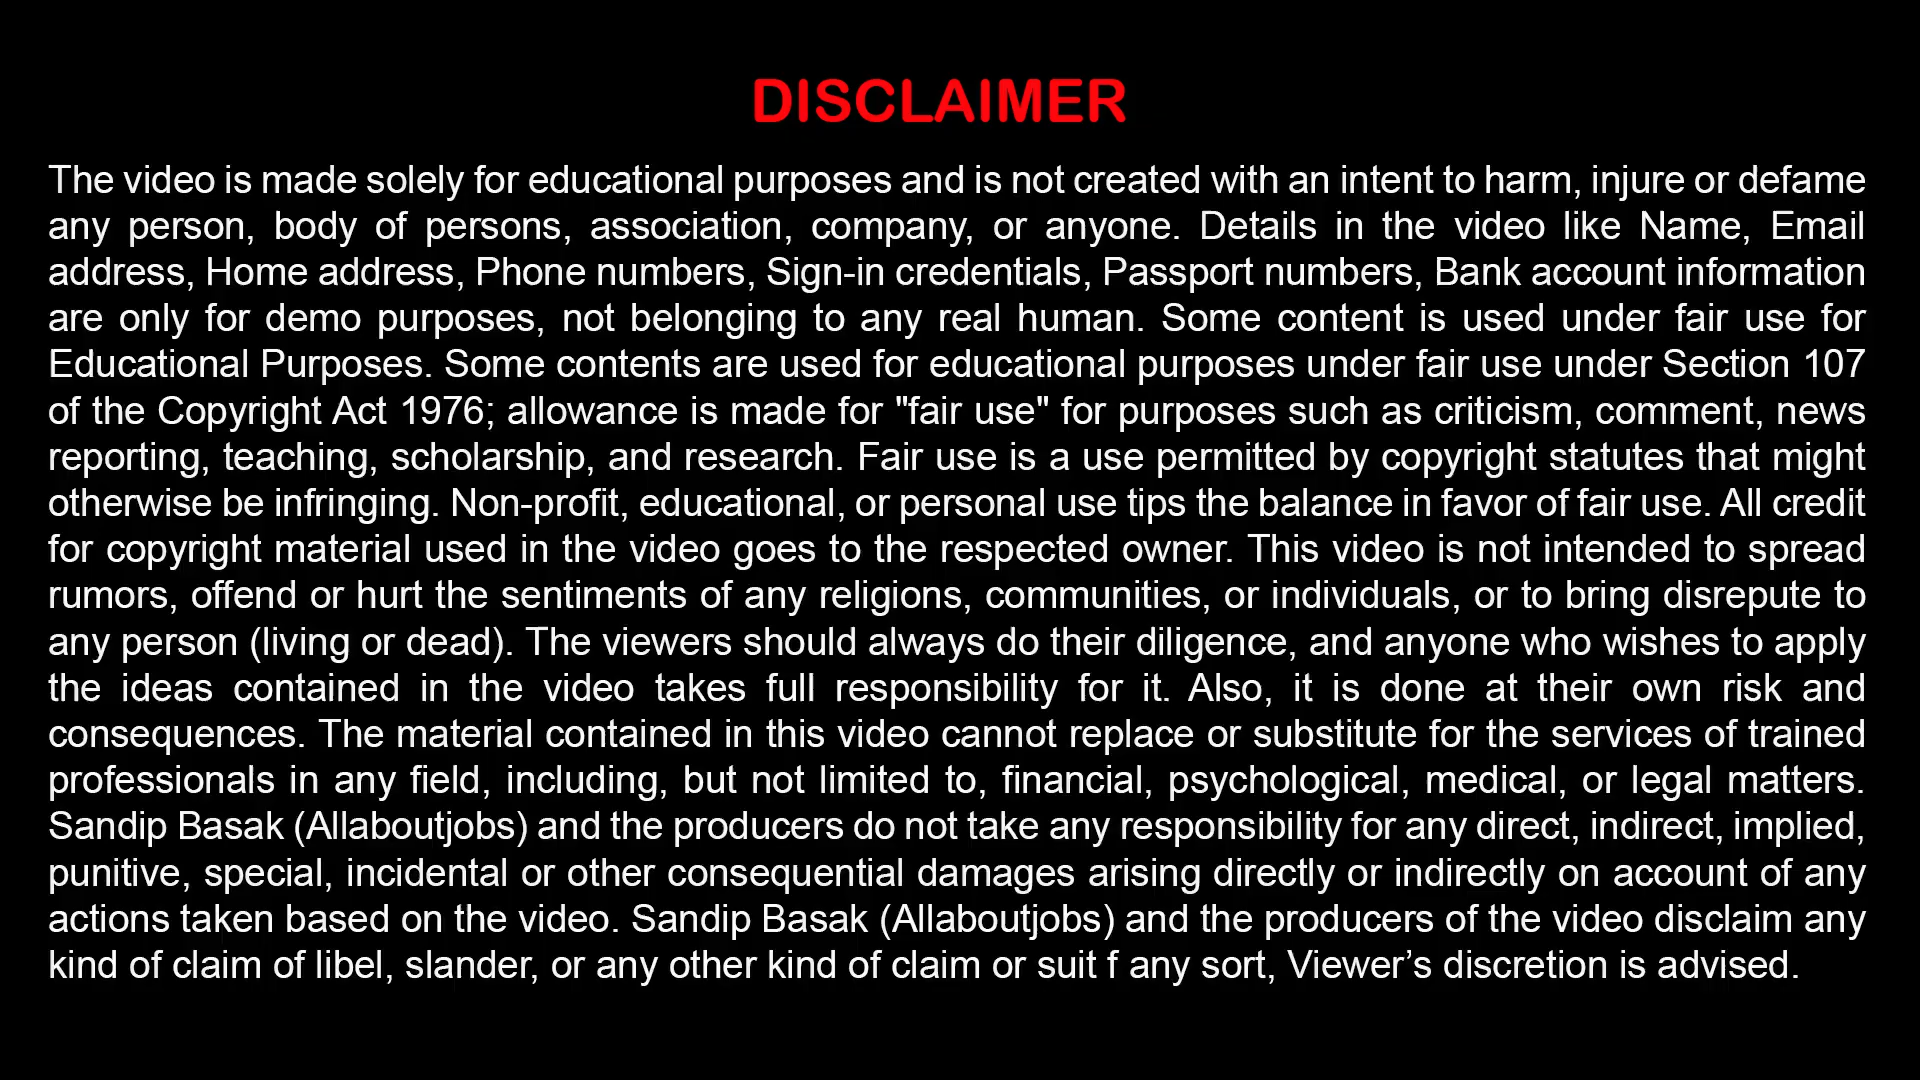 DISCLAIMER
The video is made solely for educational purposes and is not created with an intent to harm, injure or defame
any person, body of persons, association, company, or anyone. Details in the video like Name, Email
address, Home address, Phone numbers, Sign-in credentials, Passport numbers, Bank account information
are only for demo purposes, not belonging to any real human. Some content is used under fair use for
Educational Purposes. Some contents are used for educational purposes under fair use under Section 107
of the Copyright Act 1976; allowance is made for "fair use" for purposes such as criticism, comment, news
reporting, teaching, scholarship, and research. Fair use is a use permitted by copyright statutes that might
otherwise be infringing. Non-profit, educational, or personal use tips the balance in favor of fair use. All credit
for copyright material used in the video goes to the respected owner. This video is not intended to spread
rumors, offend or hurt the sentiments of any religions, communities, or individuals, or to bring disrepute to
any person (living or dead). The viewers should always do their diligence, and anyone who wishes to apply
the ideas contained in the video takes full responsibility for it. Also, it is done at their own risk and
consequences. The material contained in this video cannot replace or substitute for the services of trained
professionals in any field, including, but not limited to, financial, psychological, medical, or legal matters.
Sandip Basak (Allaboutjobs) and the producers do not take any responsibility for any direct, indirect, implied,
punitive, special, incidental or other consequential damages arising directly or indirectly on account of any
actions taken based on the video. Sandip Basak (Allaboutjobs) and the producers of the video disclaim any
kind of claim of libel, slander, or any other kind of claim or suit f any sort, Viewer’s discretion is advised.